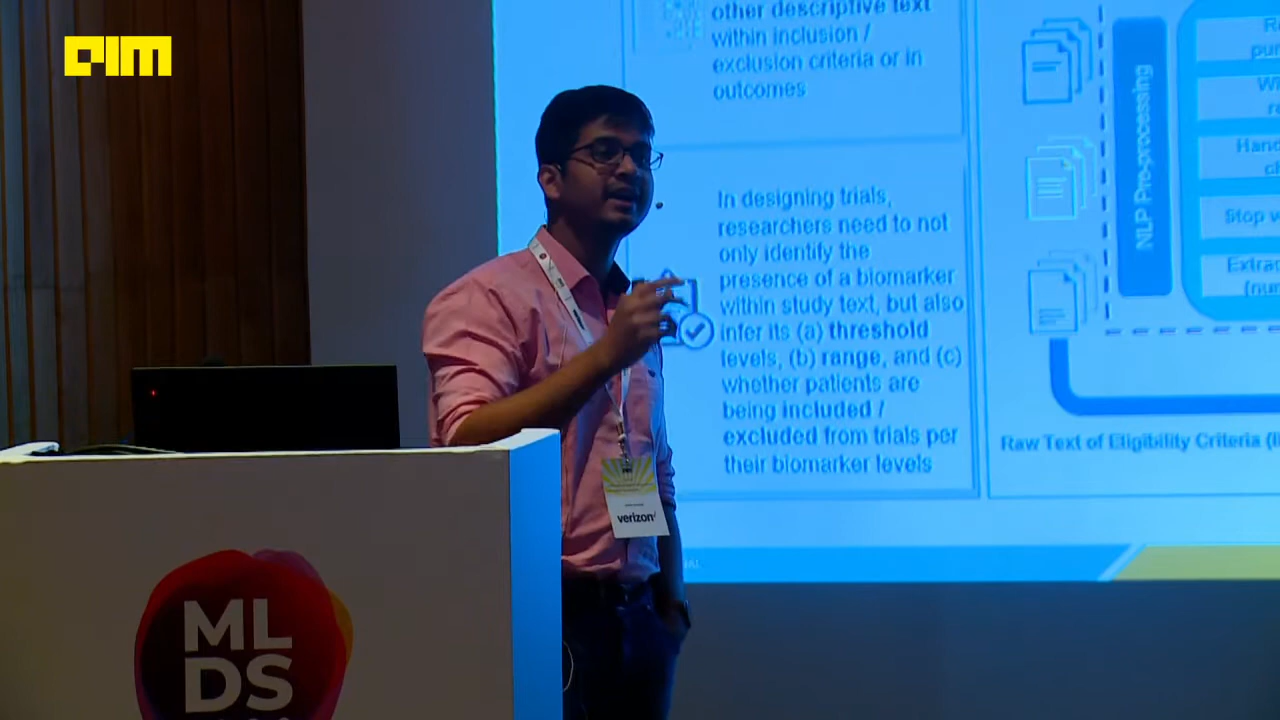 AIM
other descriptive text
within inclusion /
exclusion criteria or in
outcomes
In designing trials,
researchers need to not
only identify the
presence of a biomarker
within study text, but also
infer its (a) threshold
levels, (b) range, and (c)
whether patients are
being included /
excluded from trials per
their biomarker levels
NLP Pre-processing
Stop
Raw Text of Eligibility Criteria
verizon
ML
DS